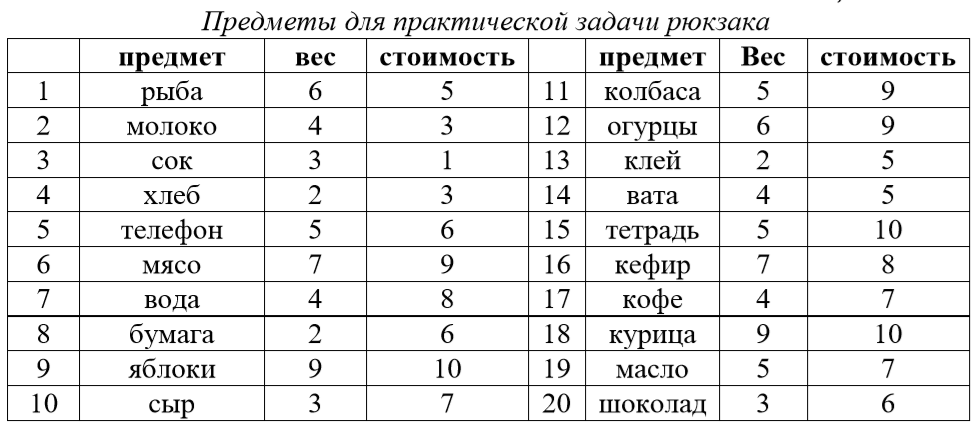 Предметы для практической задачи рюкзака
предмет вес стоимость предмет Вес стоимость
1 рыба 6 5 11 колбаса 5 9
2 молоко 4 3 12 огурцы 6 9
3 сок 3 1 13 клей 2 5
4 хлеб 2 3 14 вата 4 5
5 телефон 5 6 15 тетрадь 5 10
6 мясо 7 9 16 кефир 7 8
7 вода 4 8 17 кофе 4 7
8 бумага 2 6 18 курица 9 10
9 яблоки 9 10 19 масло 5 7
10 сыр 3 7 20 шоколад 3 6